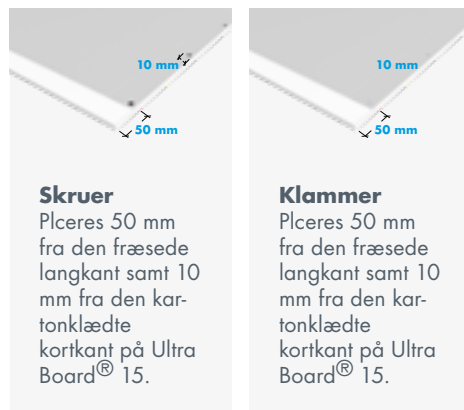 10 mm
50 mm
Skruer
Plceres 50 mm
fra den fræsede
langkant samt 10
mm fra den kar-
tonklædte
kortkant på Ultra
Board® 15.
10 mm
50 mm
Klammer
Plceres 50 mm
fra den fræsede
langkant samt 10
mm fra den kar-
tonklædte
kortkant på Ultra
Board® 15.